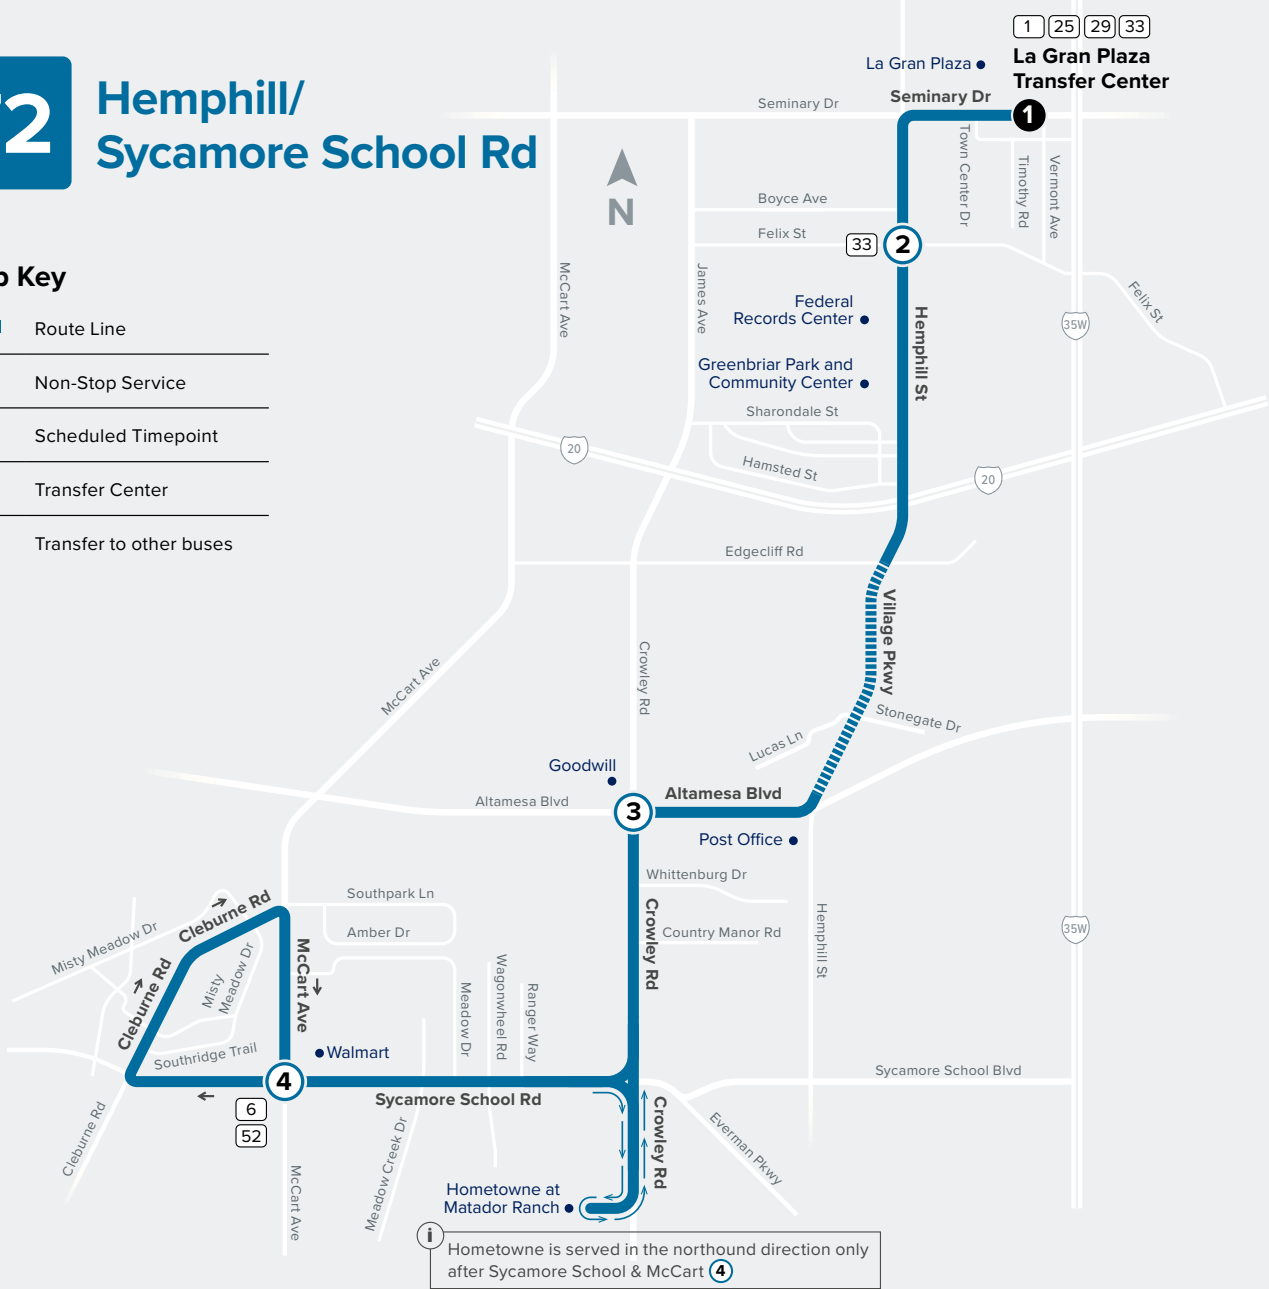 2
Hemphill/
Sycamore School Rd
Key
Route Line
Non-Stop Service
Scheduled Timepoint
Transfer Center
Transfer to other buses
N
1 25 29 33
La Gran Plaza
Transfer Center
La Gran Plaza
Seminary Dr
Seminary Dr
1
Town Center Dr
Timothy Rd
Vermont Ave
Boyce Ave
Felix St
33
2
McCart Ave
James Ave
Felix St
Federal
Records Center
Hemphill St
35W
Greenbriar Park and
Community Center
Sharondale St
20
Hamsted St
20
Edgecliff Rd
Village Pkwy
Crowley Rd
McCart Ave
Stonegate Dr
Lucas Ln
Goodwill
Altamesa Blvd
Altamesa Blvd
3
Post Office
Whittenburg Dr
Southpark Ln
Cleburne Rd
Crowley Rd
Hemphill St
35W
Misty Meadow Dr
Amber Dr
Country Manor Rd
McCart Ave
Misty
Meadow Dr
Cleburne Rd
Meadow Dr
Wagonwheel Rd
Ranger Way
Southridge Trail
Walmart
4
Sycamore School Blvd
Sycamore School Rd
6
52
Cleburne Rd
McCart Ave
Meadow Creek Dr
Crowley Rd
Everman Pkwy
Hometowne at
Matador Ranch
i
Hometowne is served in the northound direction only
after Sycamore School & McCart 4